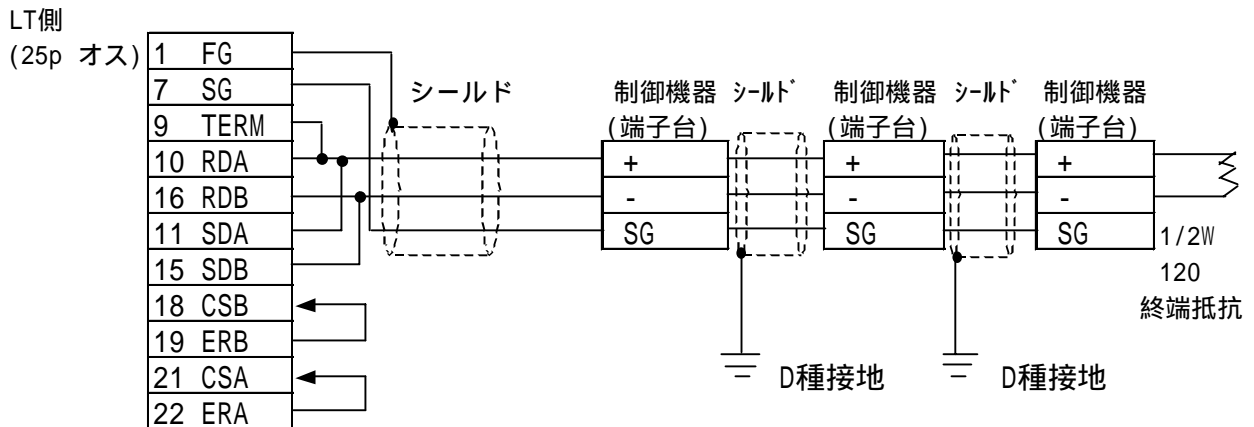 LT側
(25p オス)
1 FG
7 SG
9 TERM
10 RDA
16 RDB
11 SDA
15 SDB
18 CSB
19 ERB
21 CSA
22 ERA
シールド
制御機器
(端子台)
+
-
SG
シールド
制御機器
(端子台)
+
-
SG
シールド
制御機器
(端子台)
+
-
SG
1/2W
120
終端抵抗
D種接地
D種接地